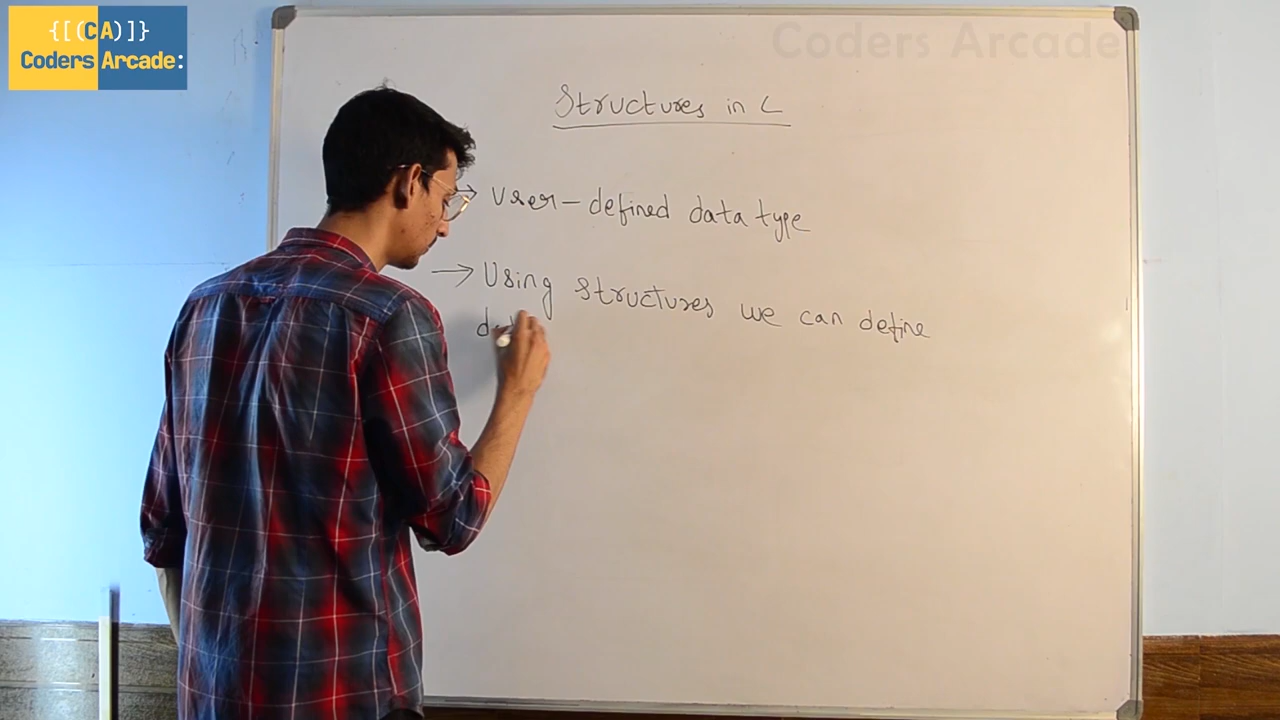 {[(CA)]}
Coders Arcade:
Coders Arcade
Structures in C
→ User-defined data type
→ Using structures we can define